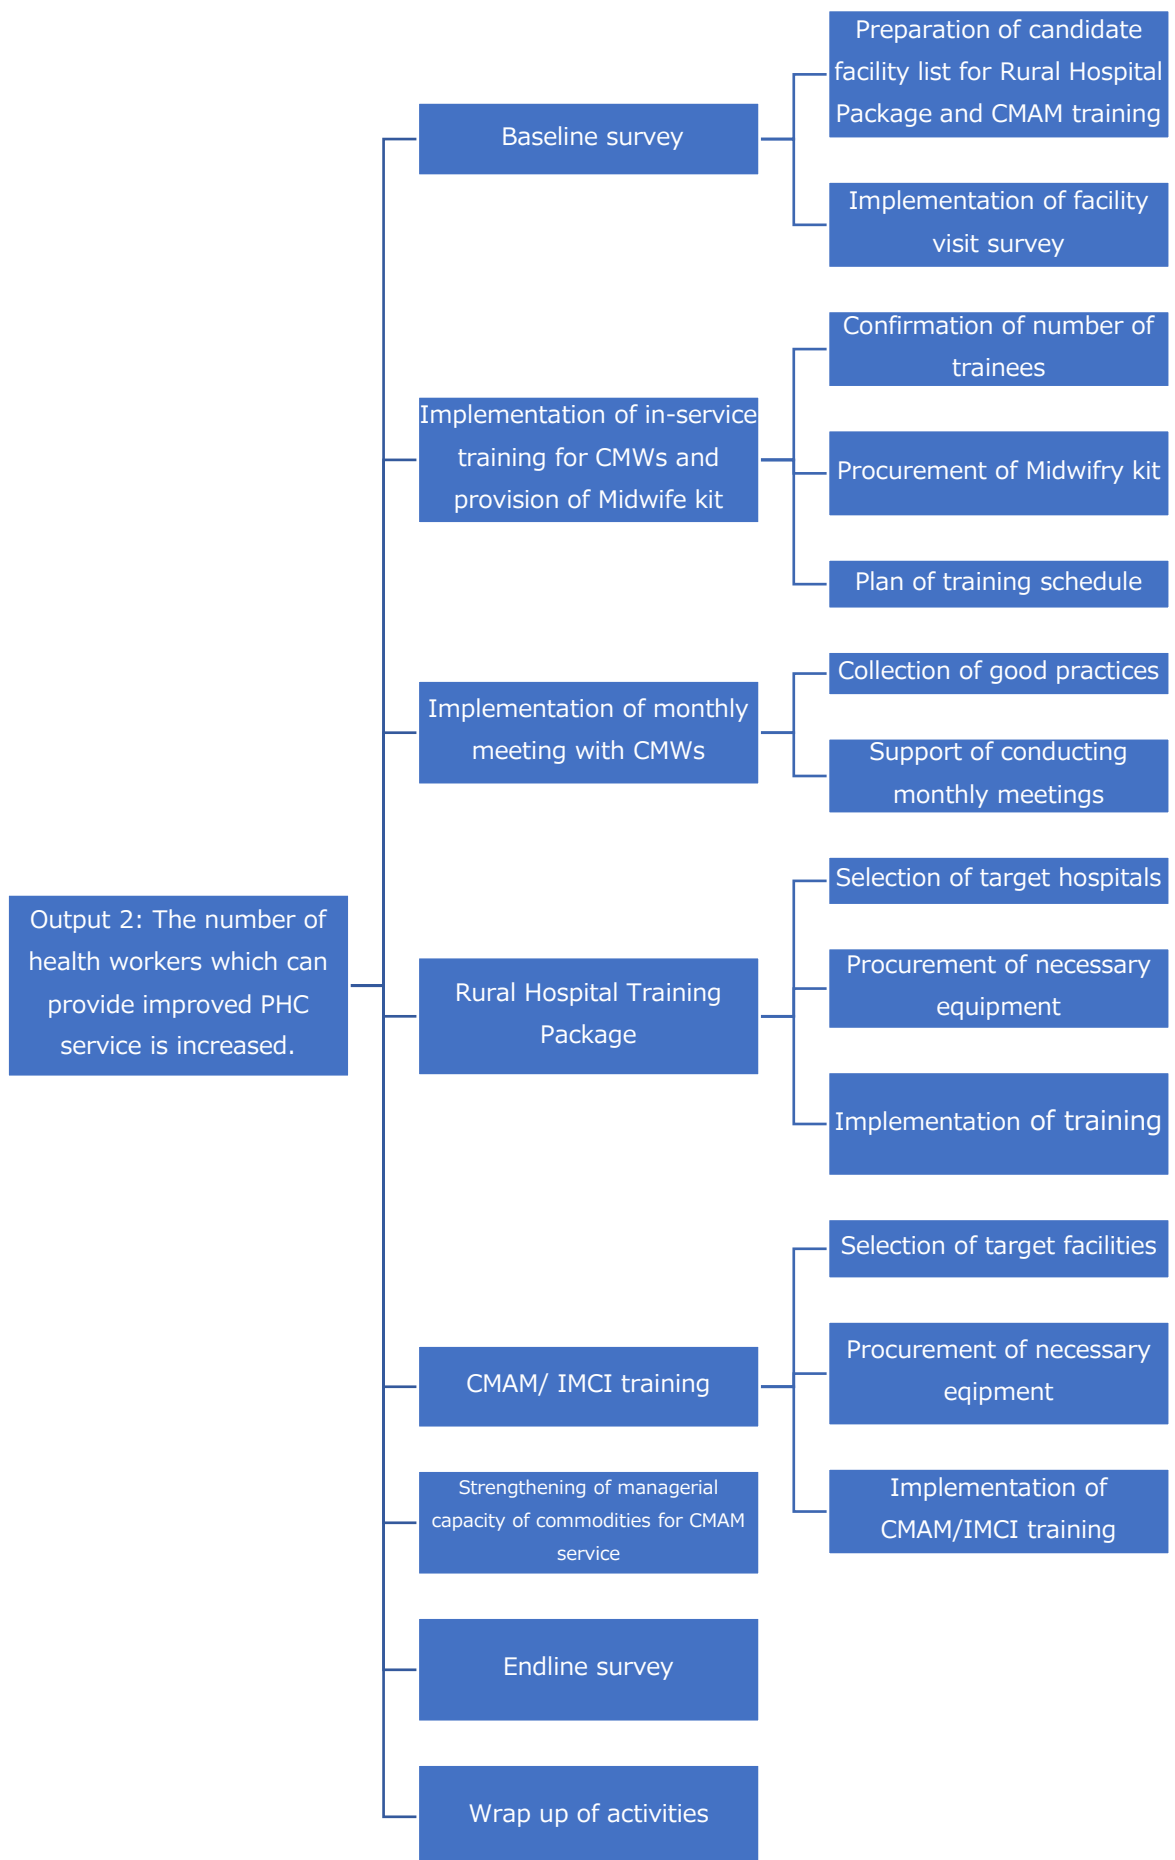 Output 2: The number of
health workers which can
provide improved PHC
service is increased.
Baseline survey
Preparation of candidate
facility list for Rural Hospital
Package and CMAM training
Implementation of facility
visit survey
Implementation of in-service
training for CMWs and
provision of Midwife kit
Confirmation of number of
trainees
Procurement of Midwifry kit
Plan of training schedule
Implementation of monthly
meeting with CMWs
Collection of good practices
Support of conducting
monthly meetings
Rural Hospital Training
Package
Selection of target hospitals
Procurement of necessary
equipment
Implementation of training
CMAM/ IMCI training
Selection of target facilities
Procurement of necessary
eqipment
Implementation of
CMAM/IMCI training
Strengthening of managerial
capacity of commodities for CMAM
service
Endline survey
Wrap up of activities